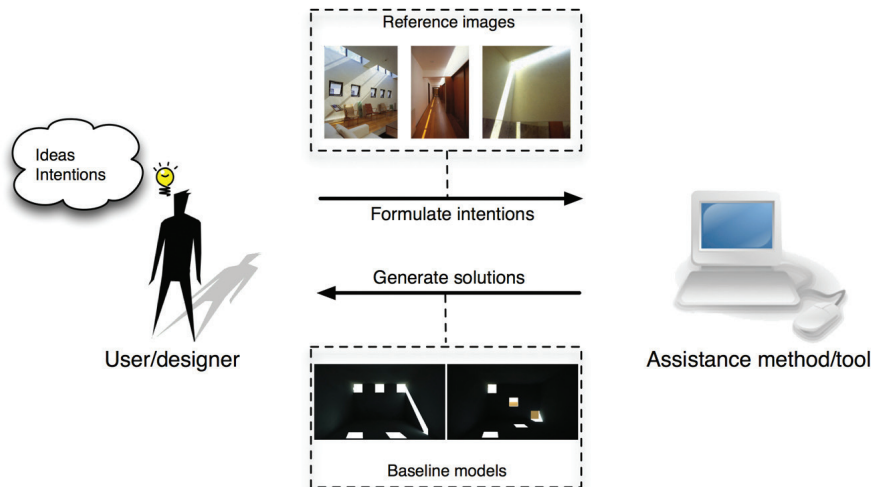 Reference images
Ideas
Intentions
Formulate intentions
Generate solutions
User/designer
Assistance method/tool
Baseline models